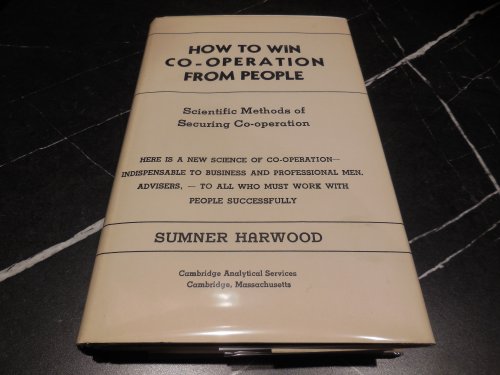 HOW TO WIN
CO-OPERATION
FROM PEOPLE
Scientific Methods of
Securing Co-operation
HERE IS A NEW SCIENCE OF CO-OPERATION—
INDISPENSABLE TO BUSINESS AND PROFESSIONAL MEN,
ADVISERS, — TO ALL WHO MUST WORK WITH
PEOPLE SUCCESSFULLY
SUMNER HARWOOD
Cambridge Analytical Services
Cambridge, Massachusetts